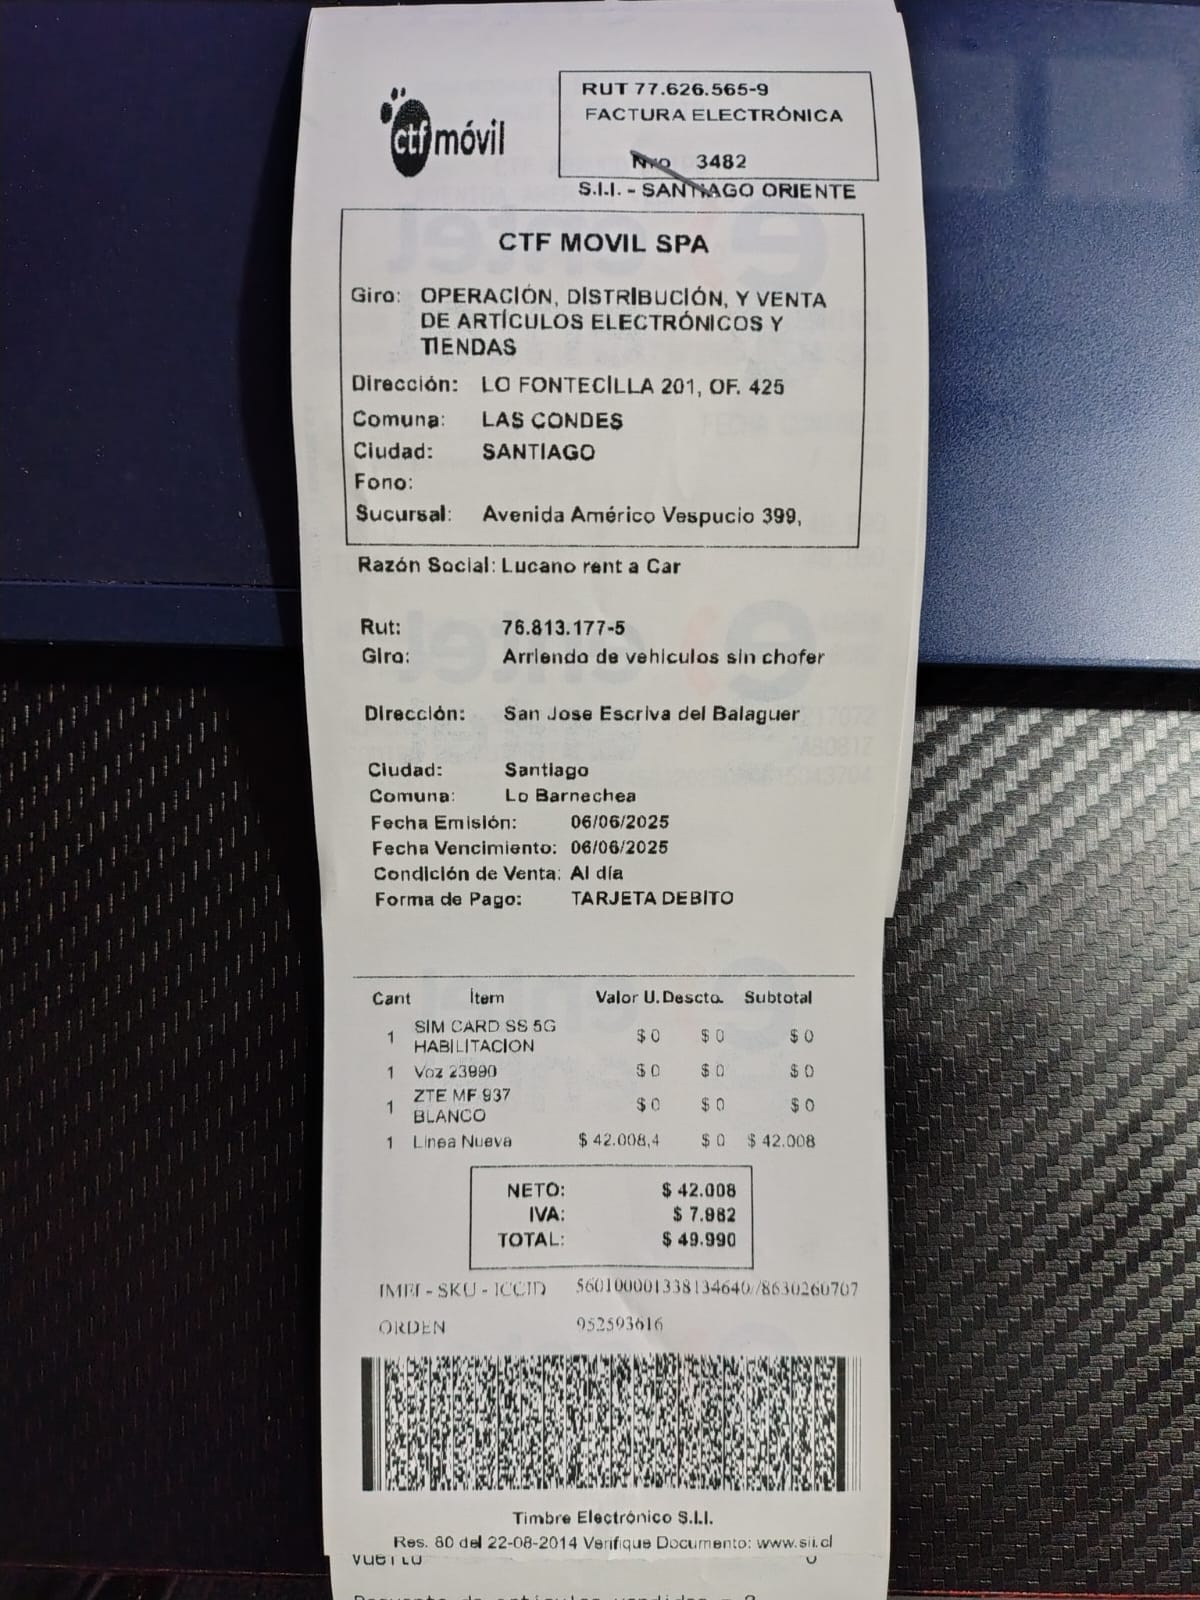 ctf móvil
RUT 77.626.565-9
FACTURA ELECTRÓNICA
Nro 3482
S.I.I. - SANTIAGO ORIENTE
CTF MOVIL SPA
Giro: OPERACIÓN, DISTRIBUCIÓN, Y VENTA
DE ARTÍCULOS ELECTRÓNICOS Y
TIENDAS
Dirección: LO FONTECILLA 201, OF. 425
Comuna: LAS CONDES
Ciudad: SANTIAGO
Fono:
Sucursal: Avenida Américo Vespucio 399,
Razón Social: Lucano rent a Car
Rut: 76.813.177-5
Giro: Arriendo de vehiculos sin chofer
Dirección: San Jose Escriva del Balaguer
Ciudad: Santiago
Comuna: Lo Barnechea
Fecha Emisión: 06/06/2025
Fecha Vencimiento: 06/06/2025
Condición de Venta: Al día
Forma de Pago: TARJETA DEBITO
Cant Ítem Valor U. Descto. Subtotal
1 SIM CARD SS 5G HABILITACION $ 0 $ 0 $ 0
1 Voz 23990 $ 0 $ 0 $ 0
1 ZTE MF 937 BLANCO $ 0 $ 0 $ 0
1 Linea Nueva $ 42.008,4 $ 0 $ 42.008
NETO: $ 42.008
IVA: $ 7.982
TOTAL: $ 49.990
IMEI - SKU - ICCID 560100001338134640//8630260707
ORDEN 952593616
Timbre Electrónico S.I.I.
Res. 80 del 22-08-2014 Verifique Documento: www.sii.cl